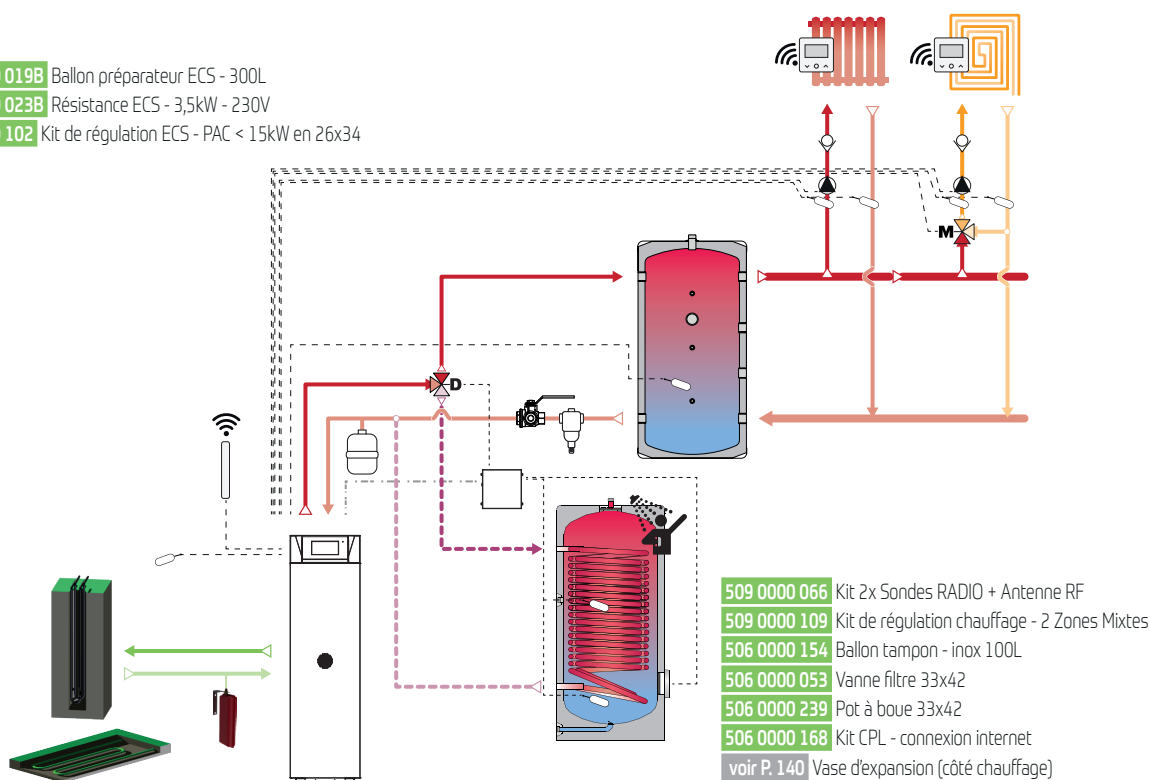 019B Ballon préparateur ECS - 300L
023B Résistance ECS - 3,5kW - 230V
102 Kit de régulation ECS - PAC < 15kW en 26x34
M
D
509 0000 066 Kit 2x Sondes RADIO + Antenne RF
509 0000 109 Kit de régulation chauffage - 2 Zones Mixtes
506 0000 154 Ballon tampon - inox 100L
506 0000 053 Vanne filtre 33x42
506 0000 239 Pot à boue 33x42
506 0000 168 Kit CPL - connexion internet
voir P. 140 Vase d'expansion (côté chauffage)